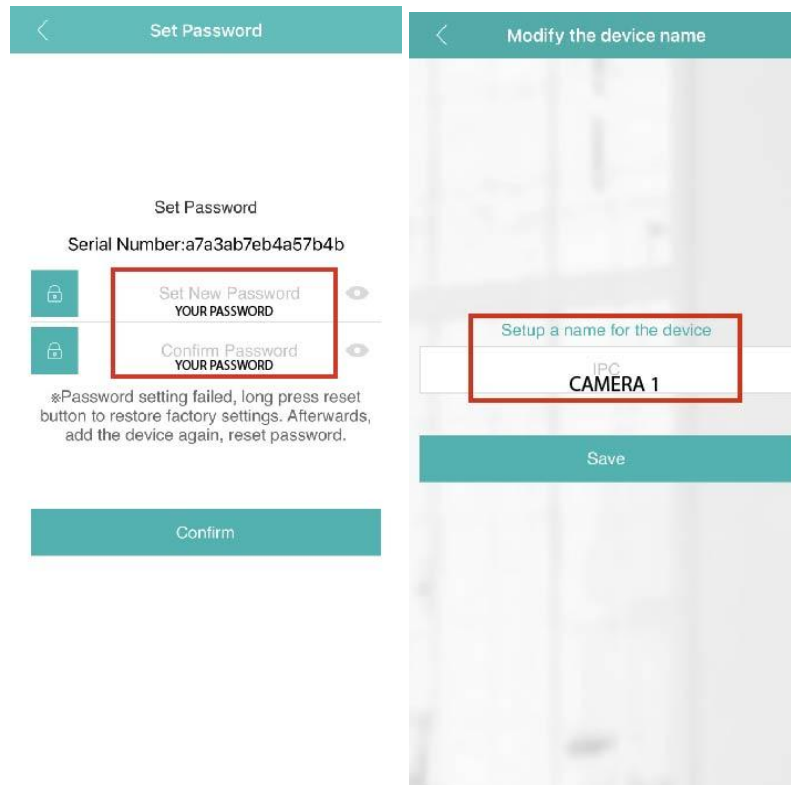 Set Password
Set Password
Serial Number:a7a3ab7eb4a57b4b
Set New Password
YOUR PASSWORD
Confirm Password
YOUR PASSWORD
※Password setting failed, long press reset
button to restore factory settings. Afterwards,
add the device again, reset password.
Confirm
Modify the device name
Setup a name for the device
IPC
CAMERA 1
Save